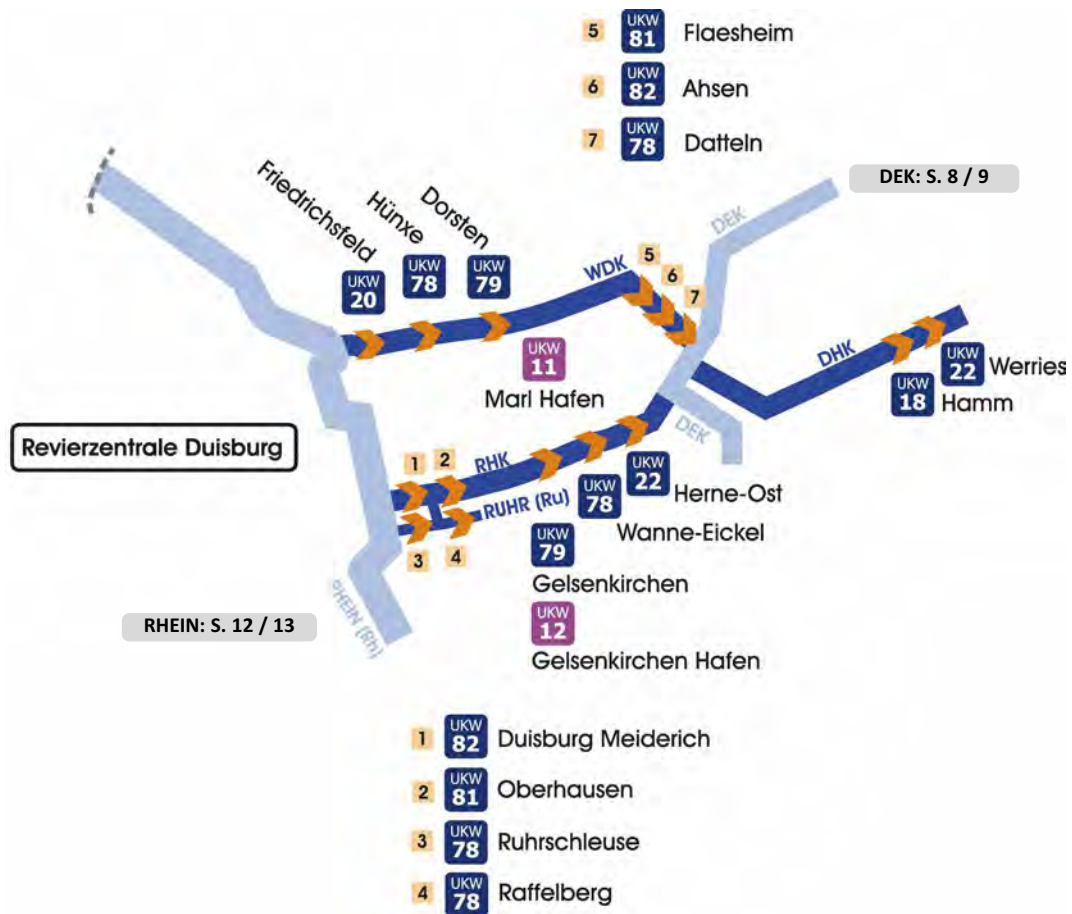 5 UKW 81 Flaesheim
6 UKW 82 Ahsen
7 UKW 78 Datteln
DEK: S. 8 / 9
Friedrichsfeld
Hünxe
Dorsten
UKW 20
UKW 78
UKW 79
WDK
5
6
7
DEK
UKW 11
Marl Hafen
DHK
UKW 22 Werries
UKW 18 Hamm
DEK
Revierzentrale Duisburg
1
2
RHK
RUHR (Ru)
3
4
UKW 22 Herne-Ost
UKW 78
Wanne-Eickel
UKW 79
Gelsenkirchen
UKW 12
Gelsenkirchen Hafen
RHEIN (Rh)
RHEIN: S. 12 / 13
1 UKW 82 Duisburg Meiderich
2 UKW 81 Oberhausen
3 UKW 78 Ruhrschleuse
4 UKW 78 Raffelberg